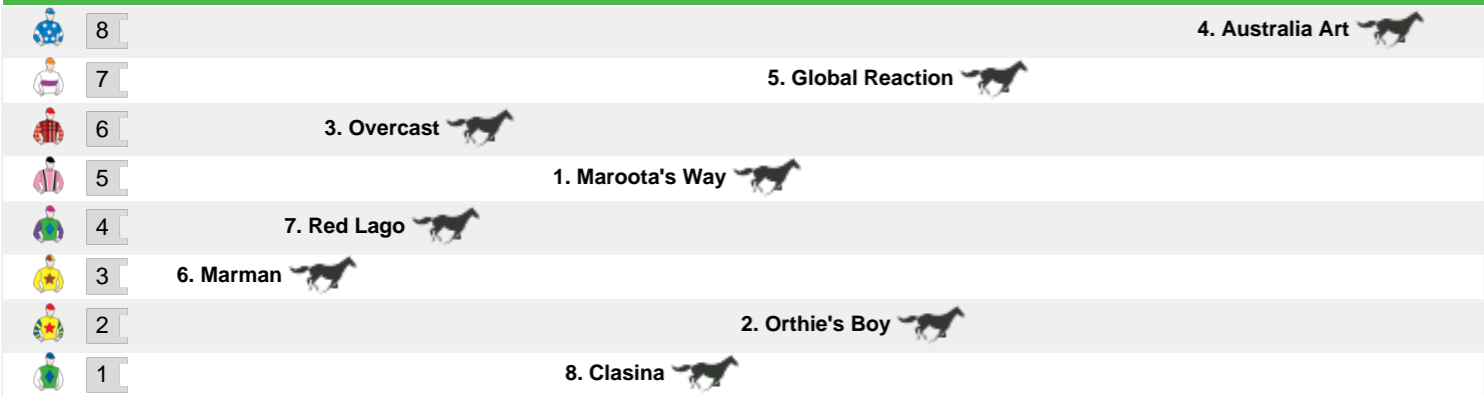 8 4. Australia Art
7 5. Global Reaction
6 3. Overcast
5 1. Maroota's Way
4 7. Red Lago
3 6. Marman
2 2. Orthie's Boy
1 8. Clasina